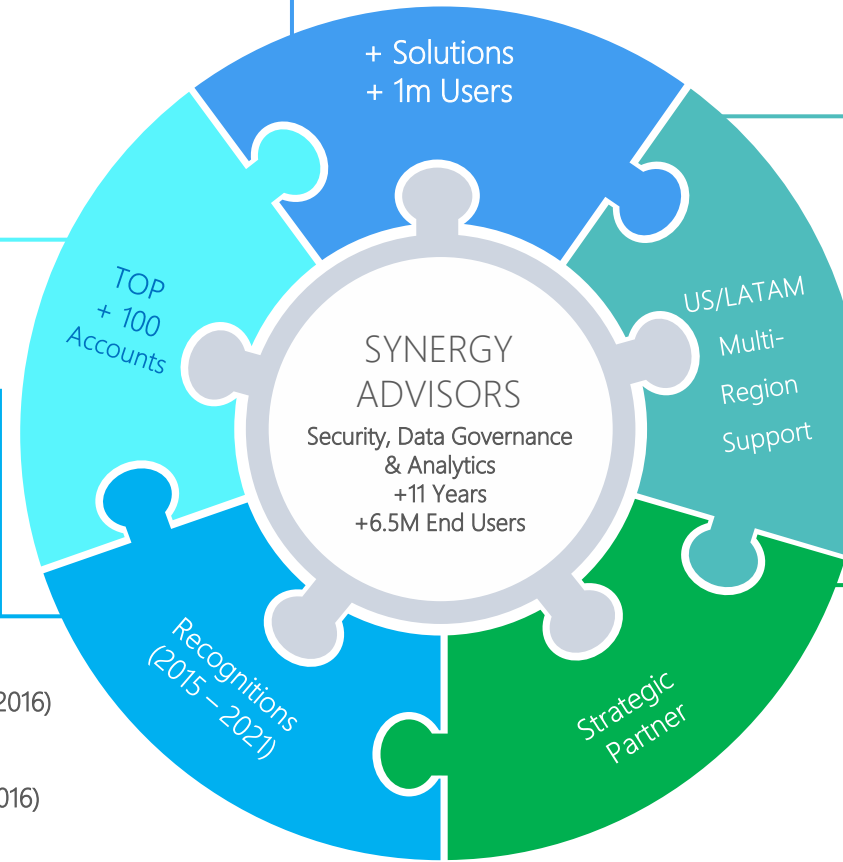 + Solutions
+ 1m Users
TOP
+ 100
Accounts
US/LATAM
Multi-
Region
Support
SYNERGY
ADVISORS
Security, Data Governance
& Analytics
+11 Years
+6.5M End Users
Recognitions
(2015 – 2021)
Strategic
Partner
2016)
016)